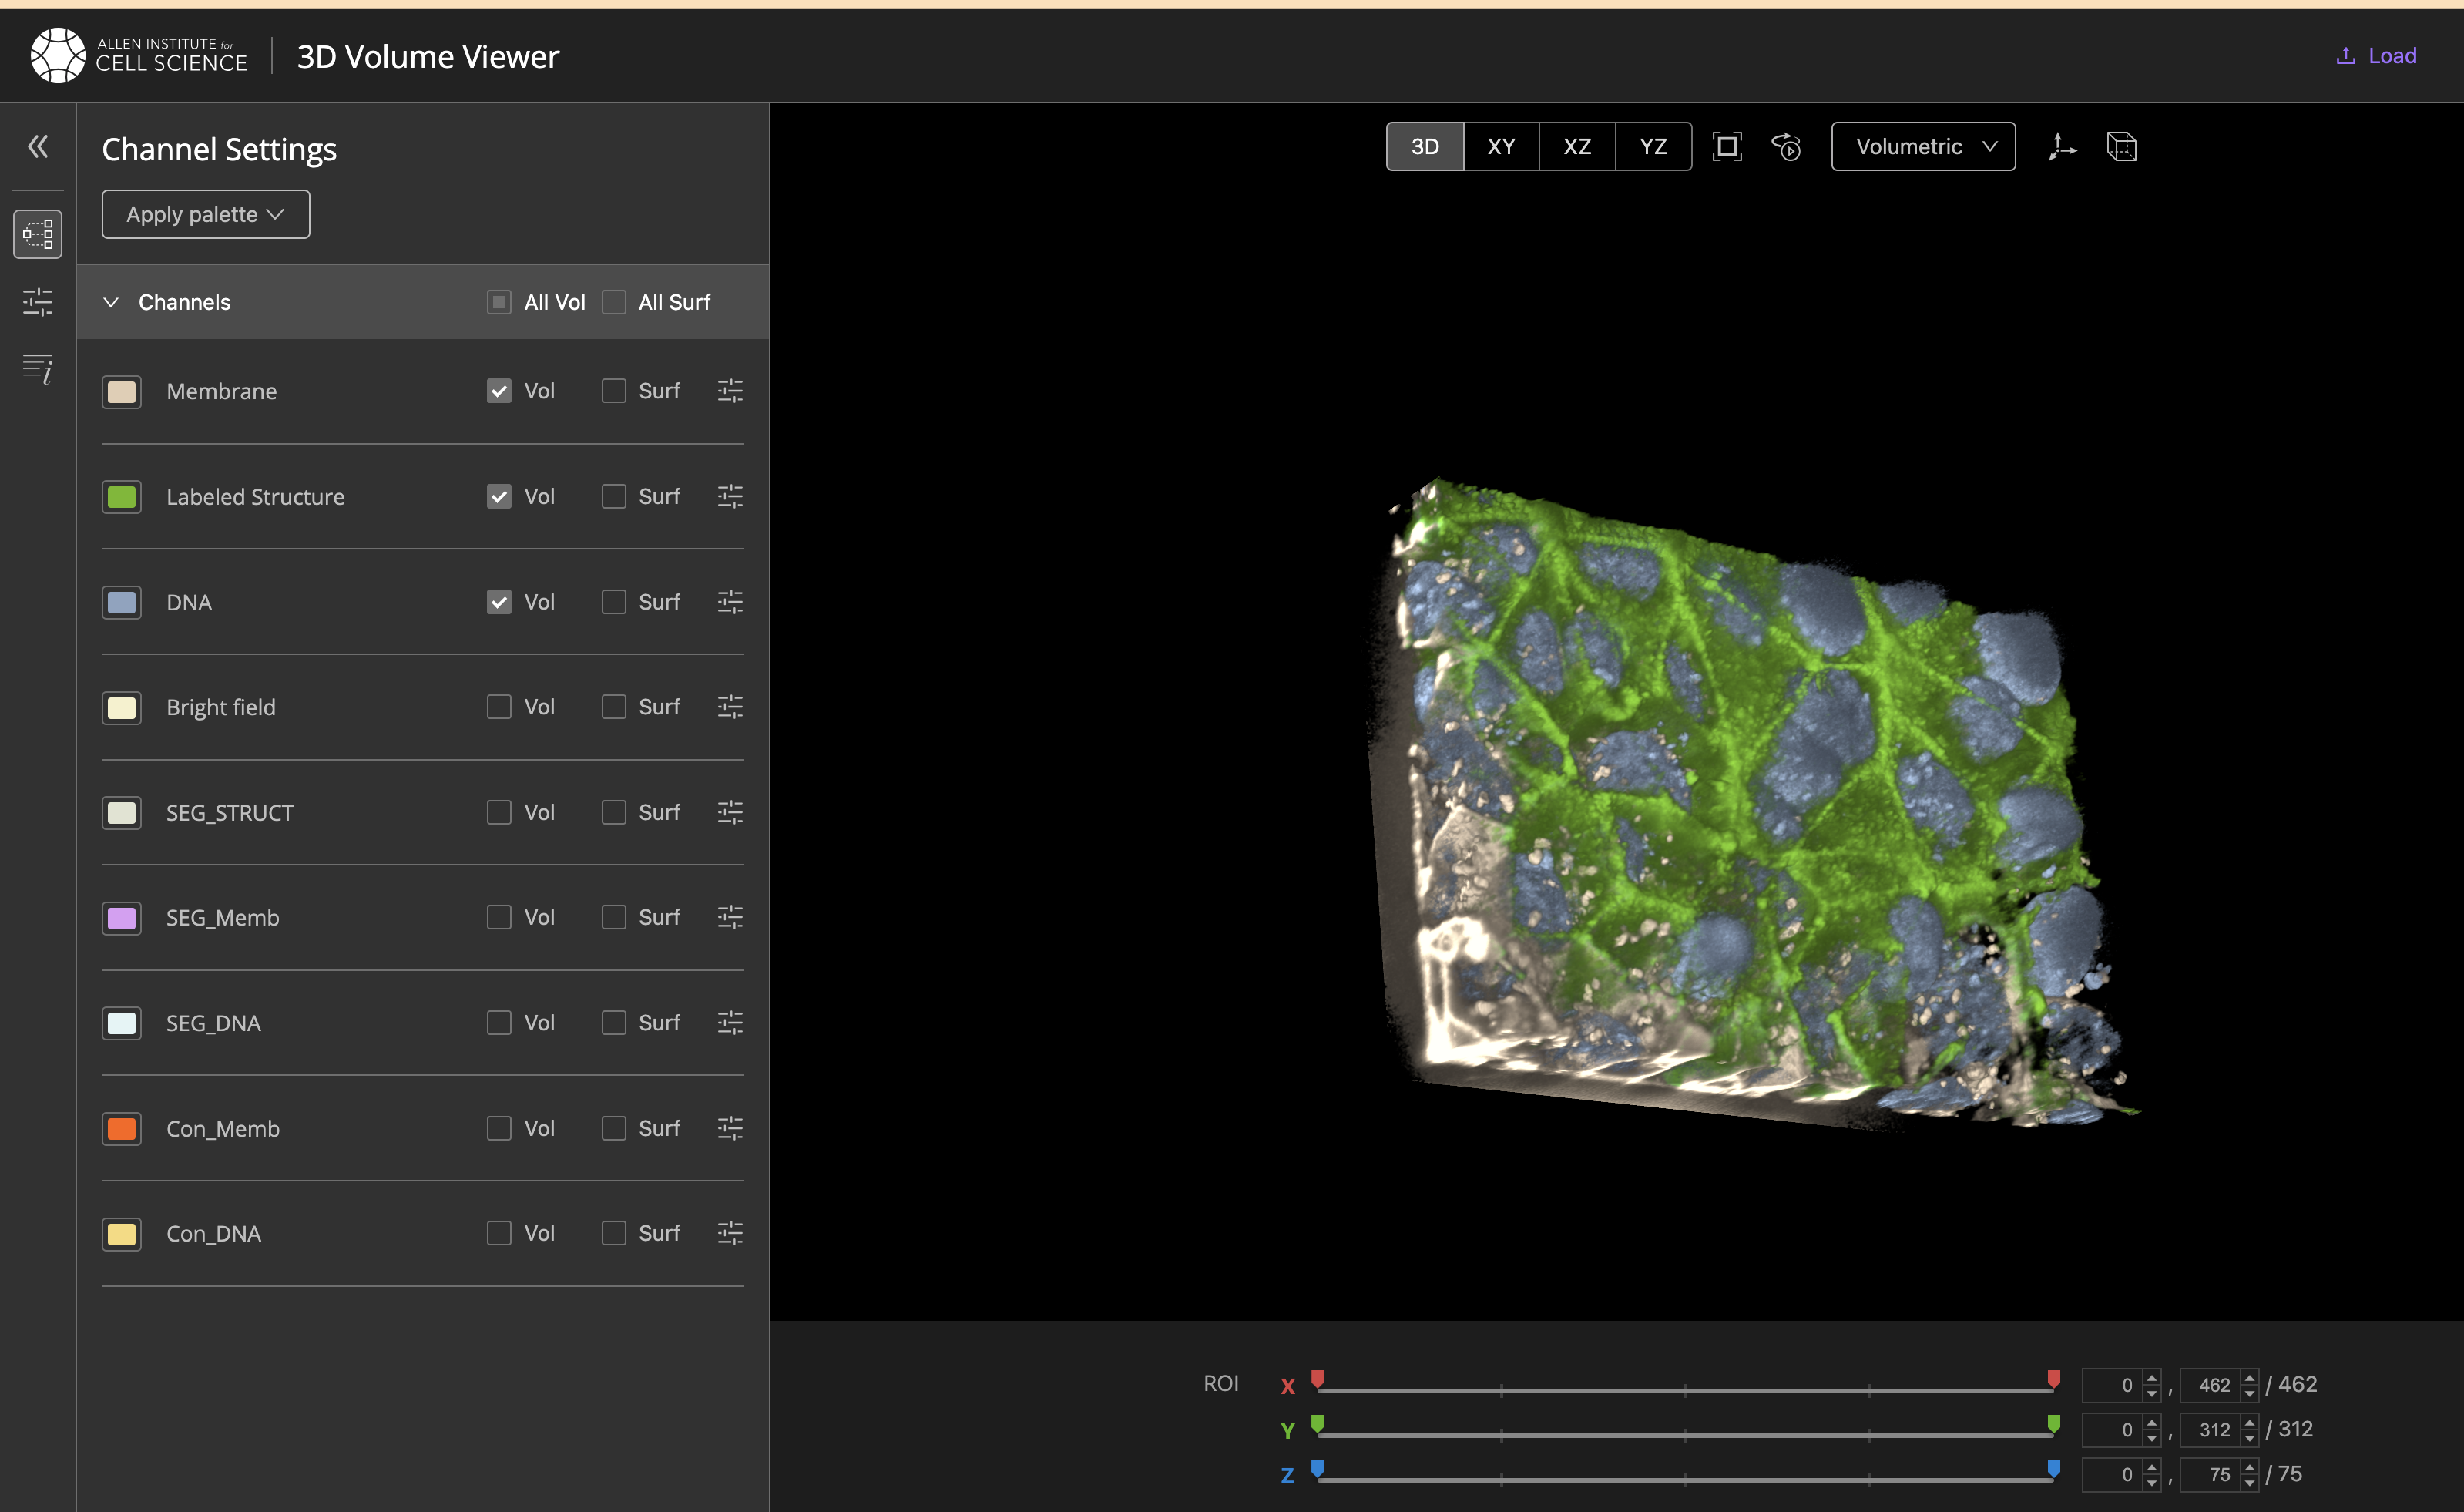 ALLEN INSTITUTE for
CELL SCIENCE
3D Volume Viewer
Load
Channel Settings
Apply palette
3D XY XZ YZ Volumetric
Channels All Vol All Surf
Membrane Vol Surf
Labeled Structure Vol Surf
DNA Vol Surf
Bright field Vol Surf
SEG_STRUCT Vol Surf
SEG_Memb Vol Surf
SEG_DNA Vol Surf
Con_Memb Vol Surf
Con_DNA Vol Surf
ROI X 0 , 462 / 462
Y 0 , 312 / 312
Z 0 , 75 / 75